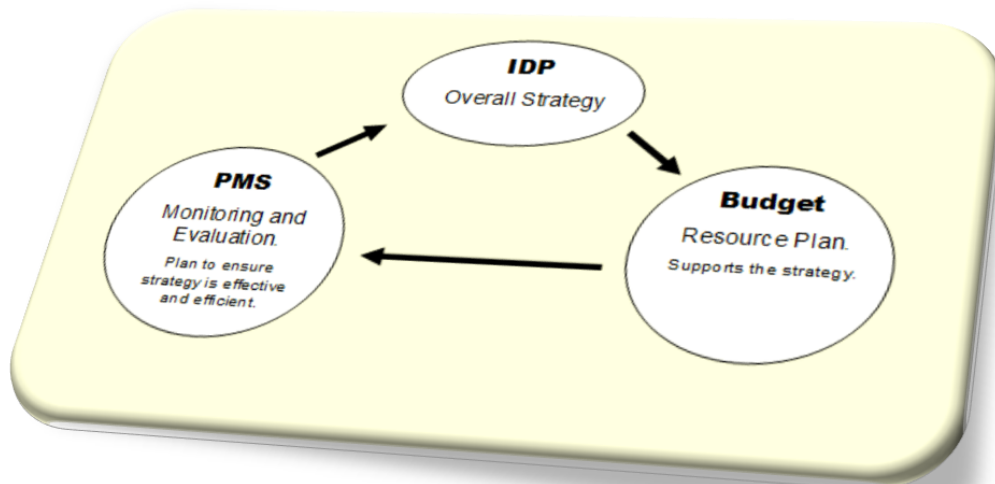 IDP
Overall Strategy
PMS
Monitoring and
Evaluation.
Plan to ensure
strategy is effective
and efficient.
Budget
Resource Plan.
Supports the strategy.